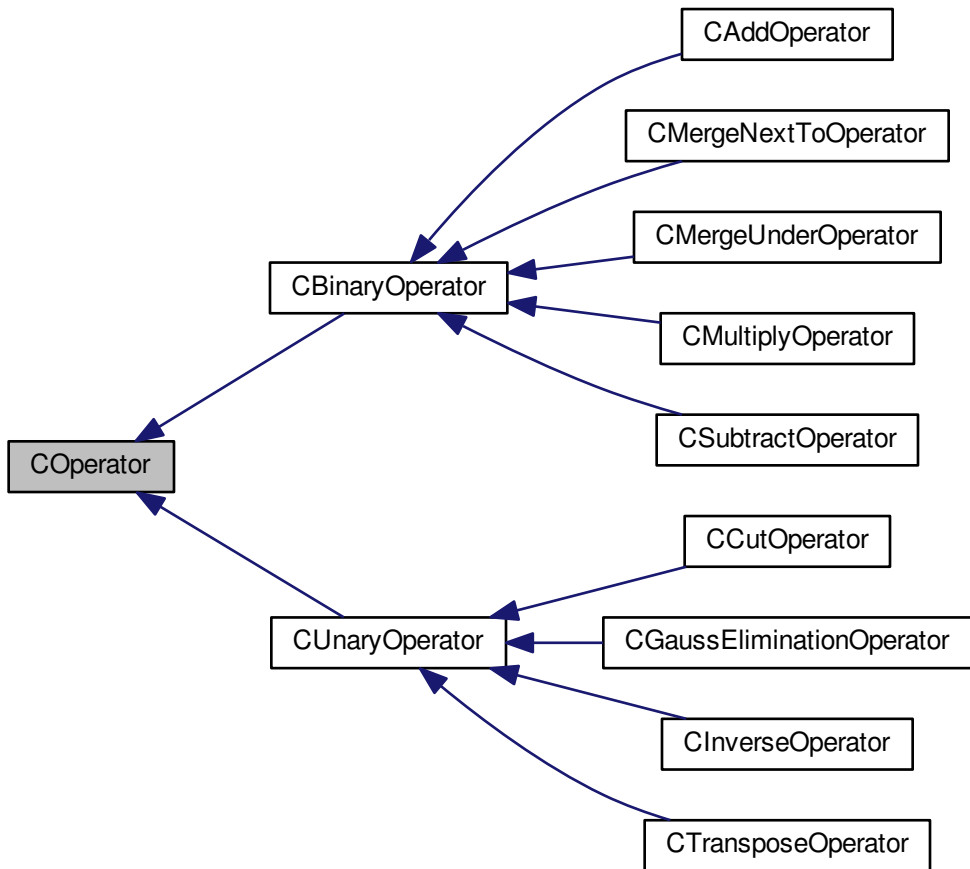 CAddOperator
CMergeNextToOperator
CMergeUnderOperator
CBinaryOperator
CMultiplyOperator
CSubtractOperator
COperator
CCutOperator
CUnaryOperator
CGaussEliminationOperator
CInverseOperator
CTransposeOperator